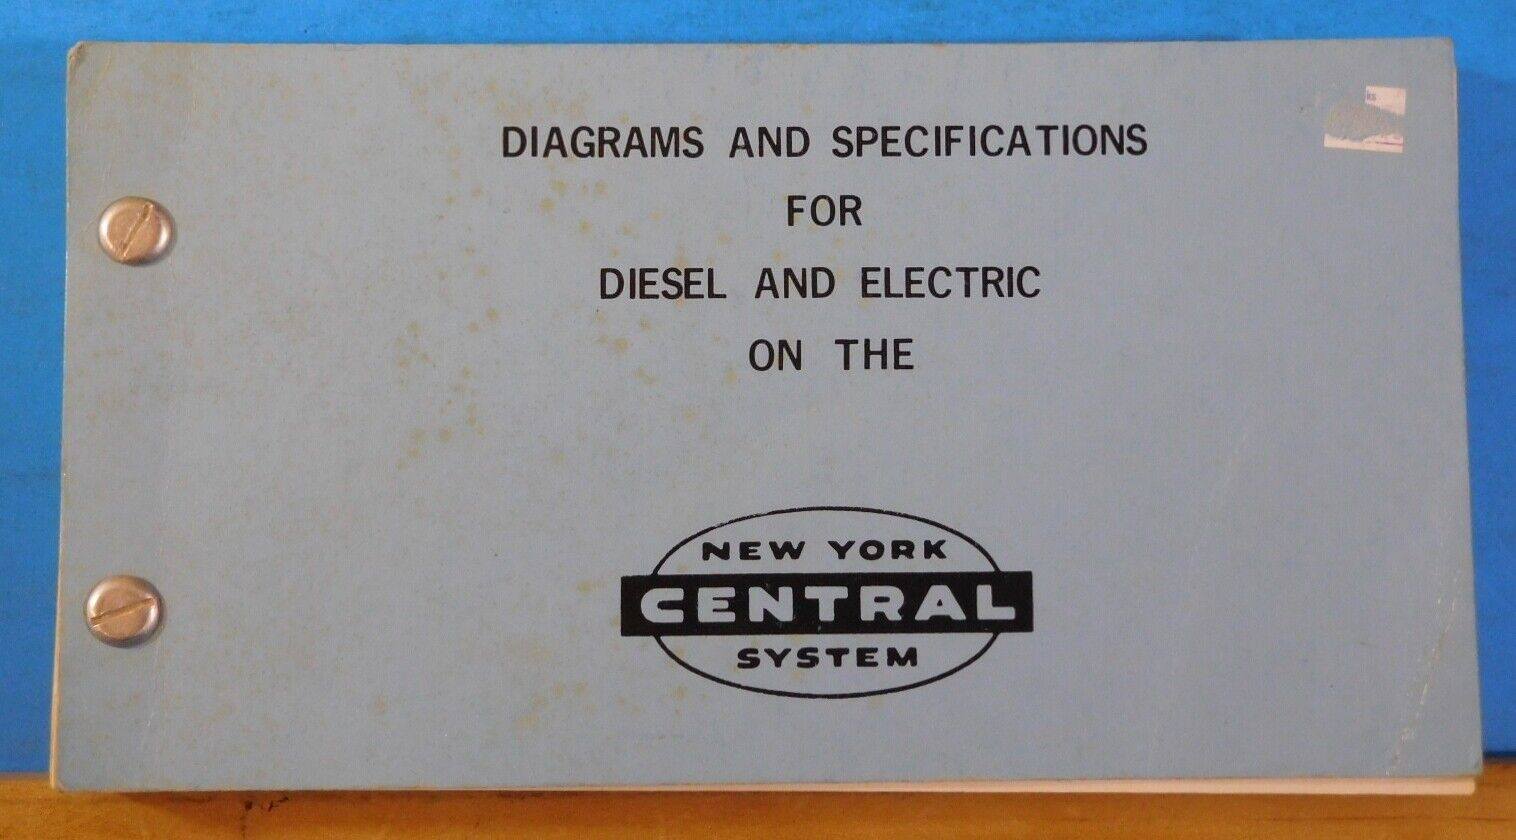 DIAGRAMS AND SPECIFICATIONS
FOR
DIESEL AND ELECTRIC
ON THE
NEW YORK
CENTRAL
SYSTEM